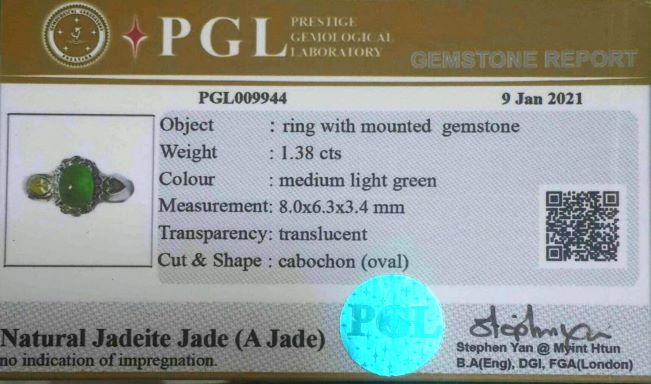 PGL
PRESTIGE
GEMOLOGICAL
LABORATORY
GEMSTONE REPORT
PGL009944 9 Jan 2021
Object : ring with mounted gemstone
Weight : 1.38 cts
Colour : medium light green
Measurement: 8.0x6.3x3.4 mm
Transparency: translucent
Cut & Shape : cabochon (oval)
PGL
Natural Jadeite Jade (A Jade)
no indication of impregnation.
Stephen Yan @ Myint Htun
B.A(Eng), DGI, FGA(London)